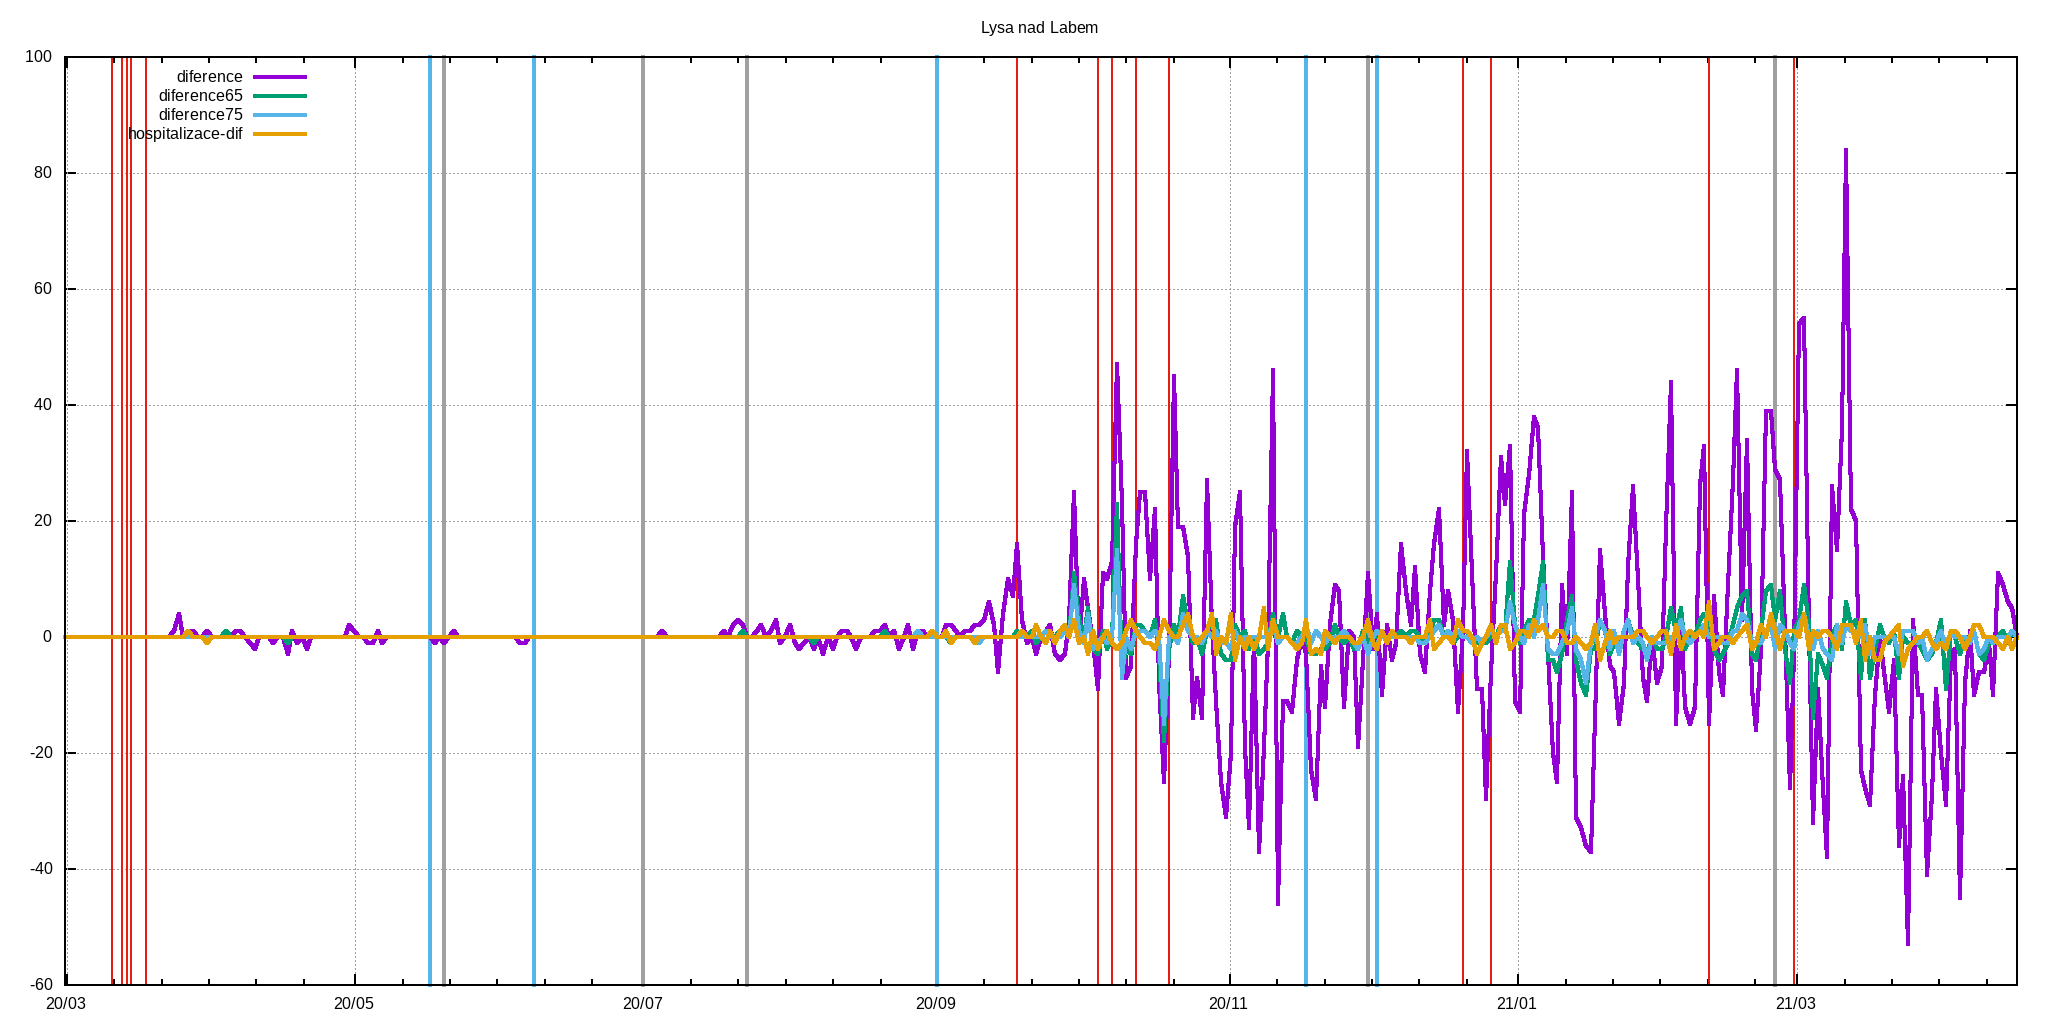 Lysa nad Labem
100
80
60
40
20
0
-20
-40
-60
diference
diference65
diference75
hospitalizace-dif
20/03 20/05 20/07 20/09 20/11 21/01 21/03